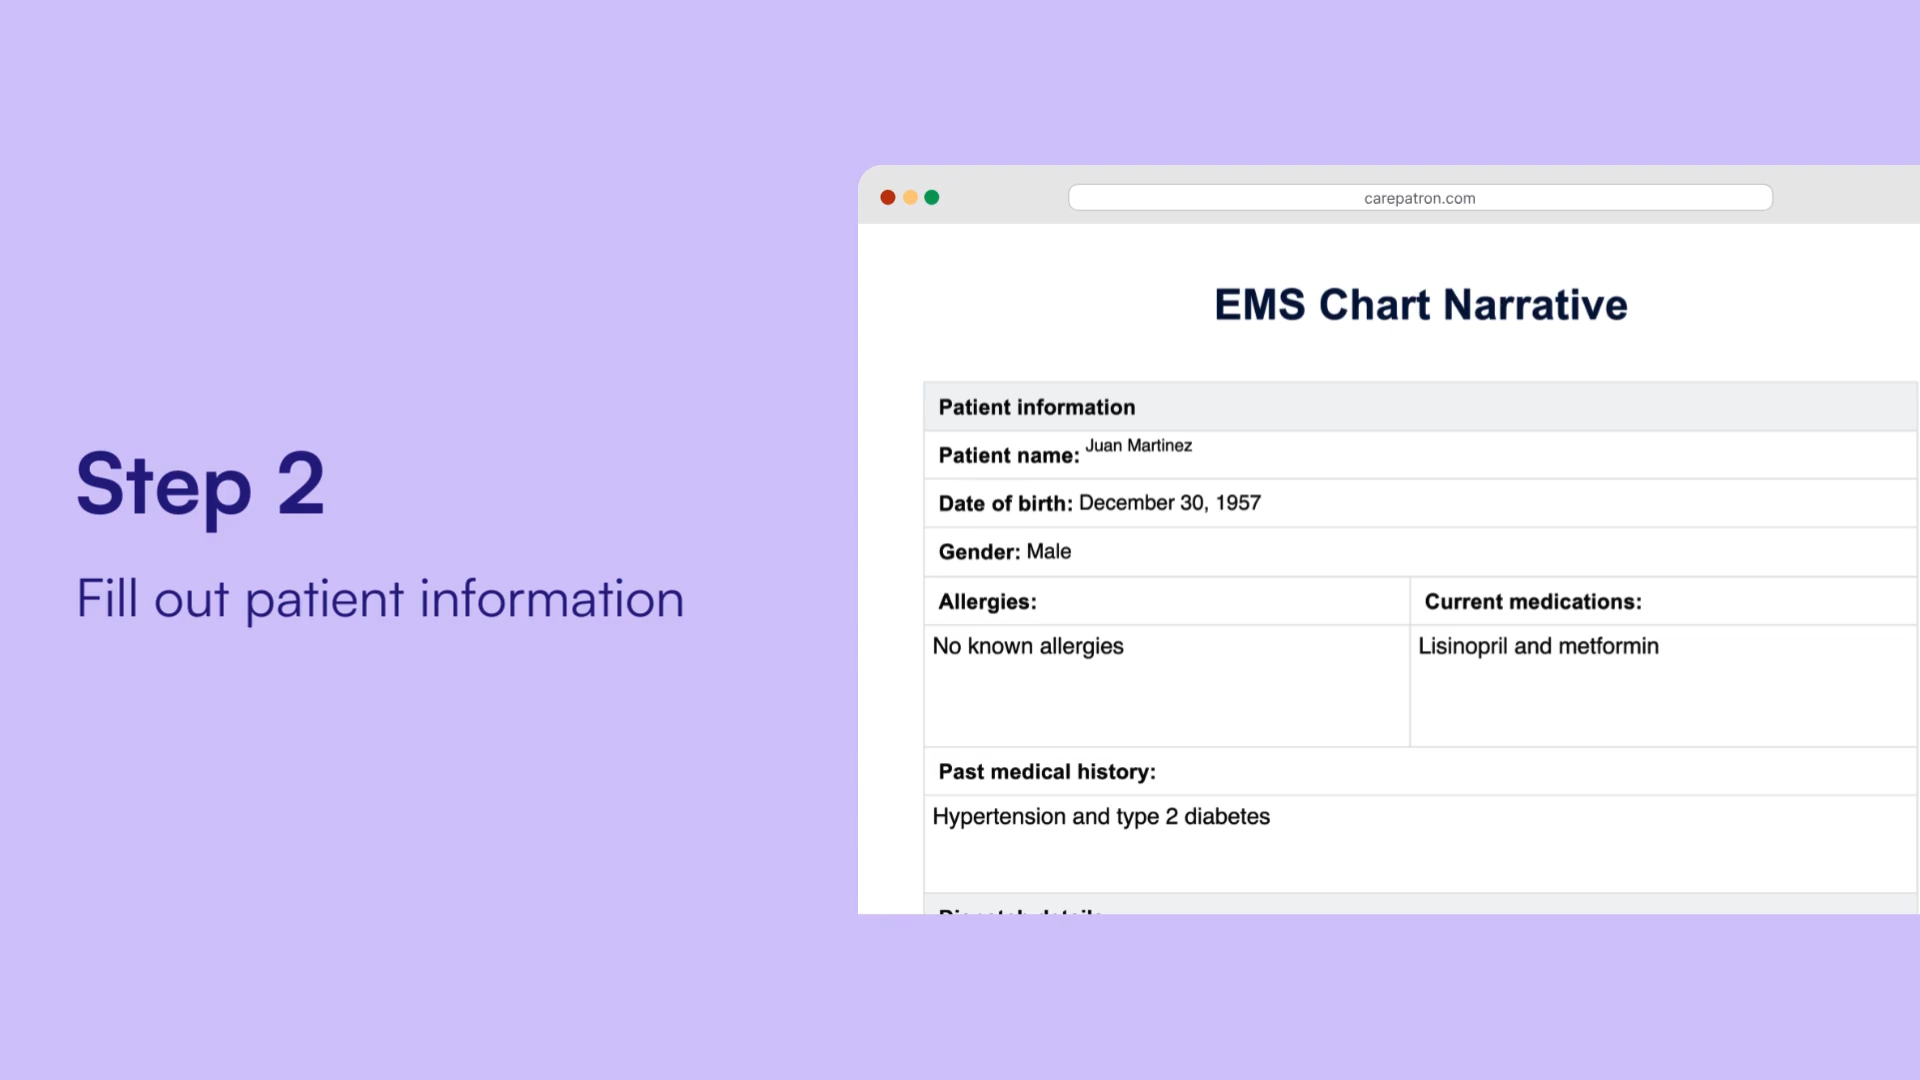 Step 2
Fill out patient information
carepatron.com
EMS Chart Narrative
Patient information
Patient name: Juan Martinez
Date of birth: December 30, 1957
Gender: Male
Allergies:
Current medications:
No known allergies
Lisinopril and metformin
Past medical history:
Hypertension and type 2 diabetes